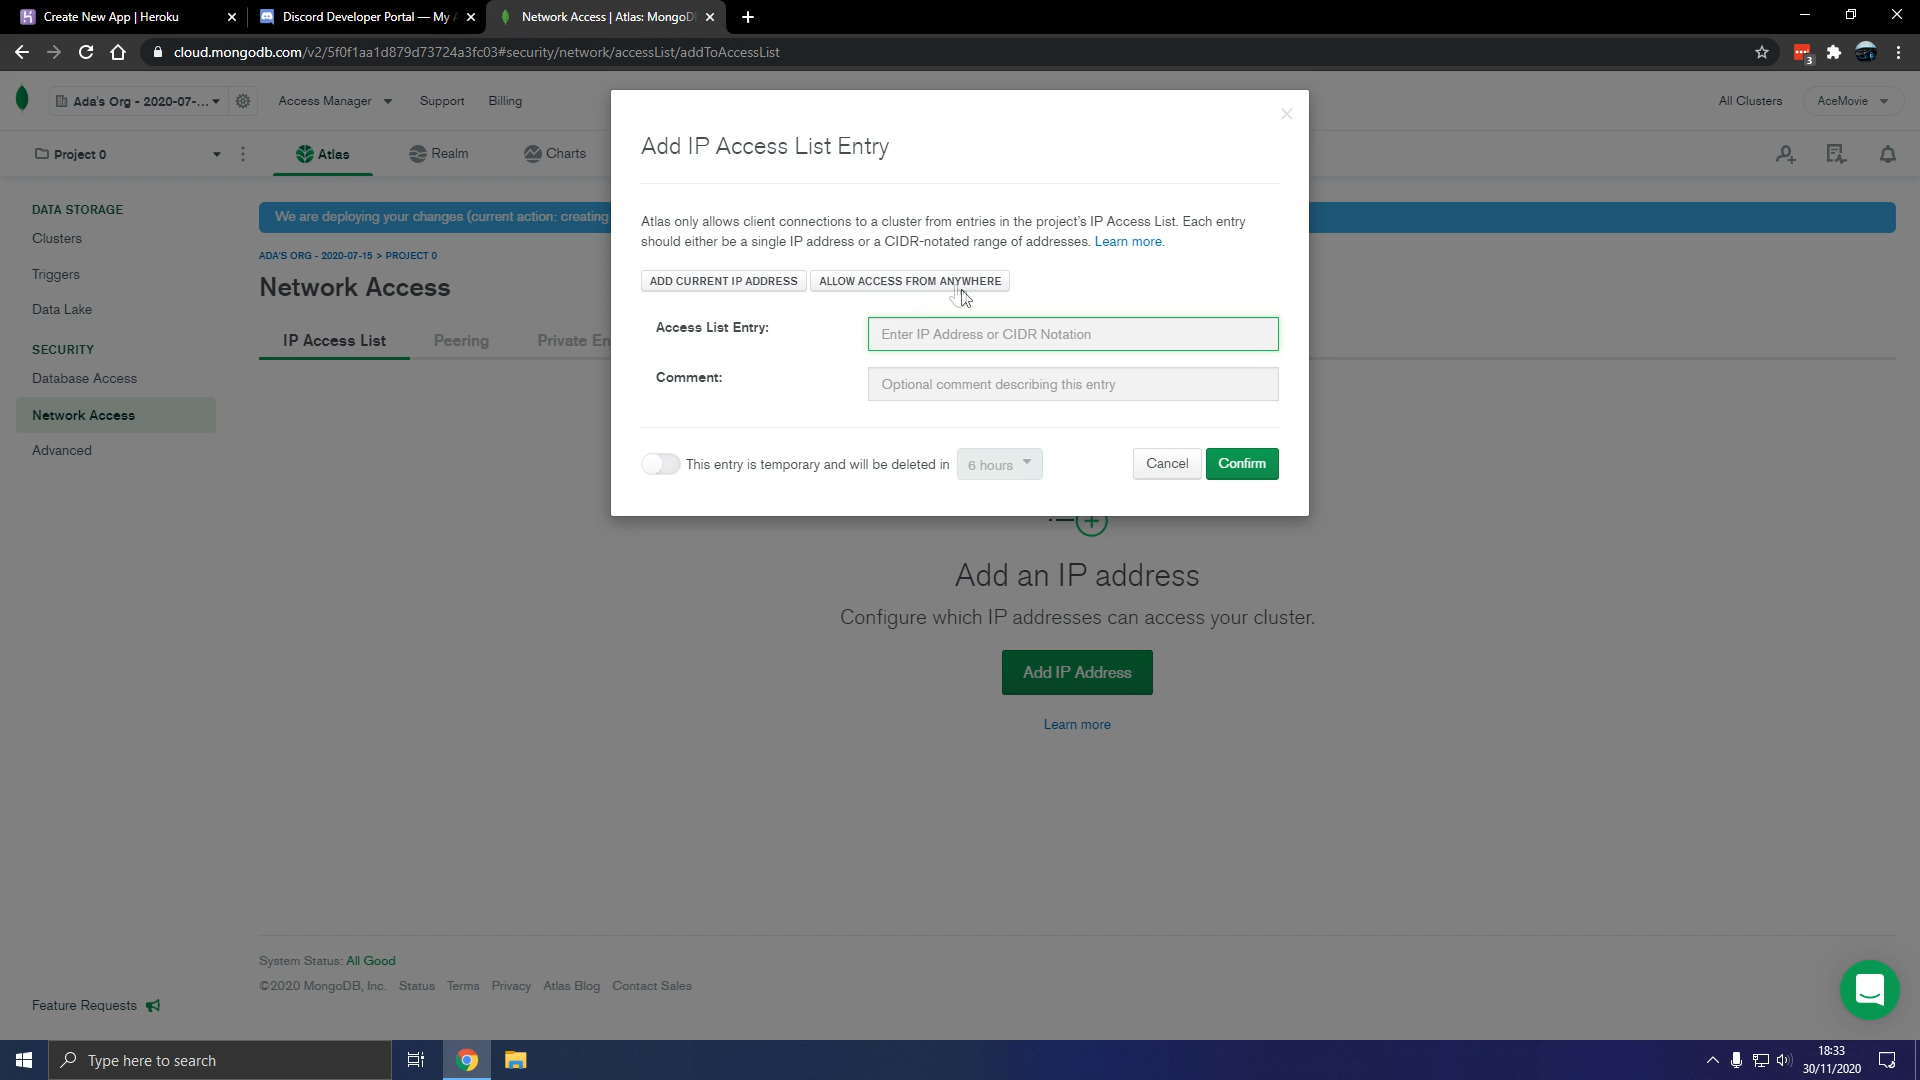 Create New App | Heroku
Discord Developer Portal — My
Network Access | Atlas: MongoD
cloud.mongodb.com/v2/5f0f1aa1d879d73724a3fc03#security/network/accessList/addToAccessList
3
Ada's Org - 2020-07-...
Access Manager
Support
Billing
All Clusters
AceMovie
Project 0
Atlas
Realm
Charts
DATA STORAGE
Clusters
Triggers
Data Lake
SECURITY
Database Access
Network Access
Advanced
Feature Requests
We are deploying your changes (current action: creating
ADA'S ORG - 2020-07-15 > PROJECT 0
Network Access
IP Access List
Peering
Private En
Add IP Access List Entry
Atlas only allows client connections to a cluster from entries in the project's IP Access List. Each entry
should either be a single IP address or a CIDR-notated range of addresses. Learn more.
ADD CURRENT IP ADDRESS
ALLOW ACCESS FROM ANYWHERE
Access List Entry:
Enter IP Address or CIDR Notation
Comment:
Optional comment describing this entry
This entry is temporary and will be deleted in
6 hours
Cancel
Confirm
Add an IP address
Configure which IP addresses can access your cluster.
Add IP Address
Learn more
System Status: All Good
©2020 MongoDB, Inc. Status Terms Privacy Atlas Blog Contact Sales
Type here to search
18:33
30/11/2020